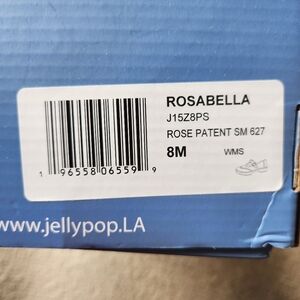 ROSABELLA
J15Z8PS
ROSE PATENT SM 627
8M WMS
1 96558 06559 9
www.jellypop.LA